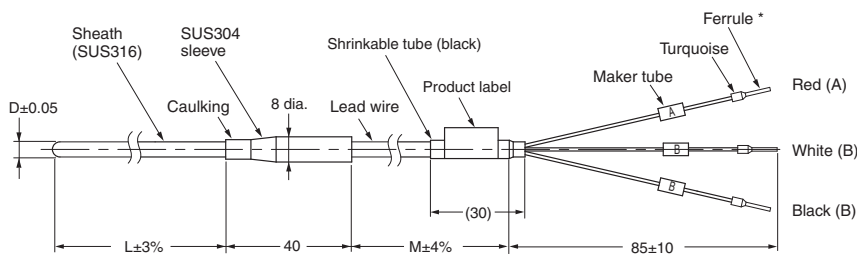 Sheath
(SUS316)
SUS304
sleeve
Shrinkable tube (black)
Ferrule *
Turquoise
Product label
Maker tube
Red (A)
D±0.05
Caulking
8 dia.
Lead wire
A
B
White (B)
B
(30)
Black (B)
L±3%
40
M±4%
85±10